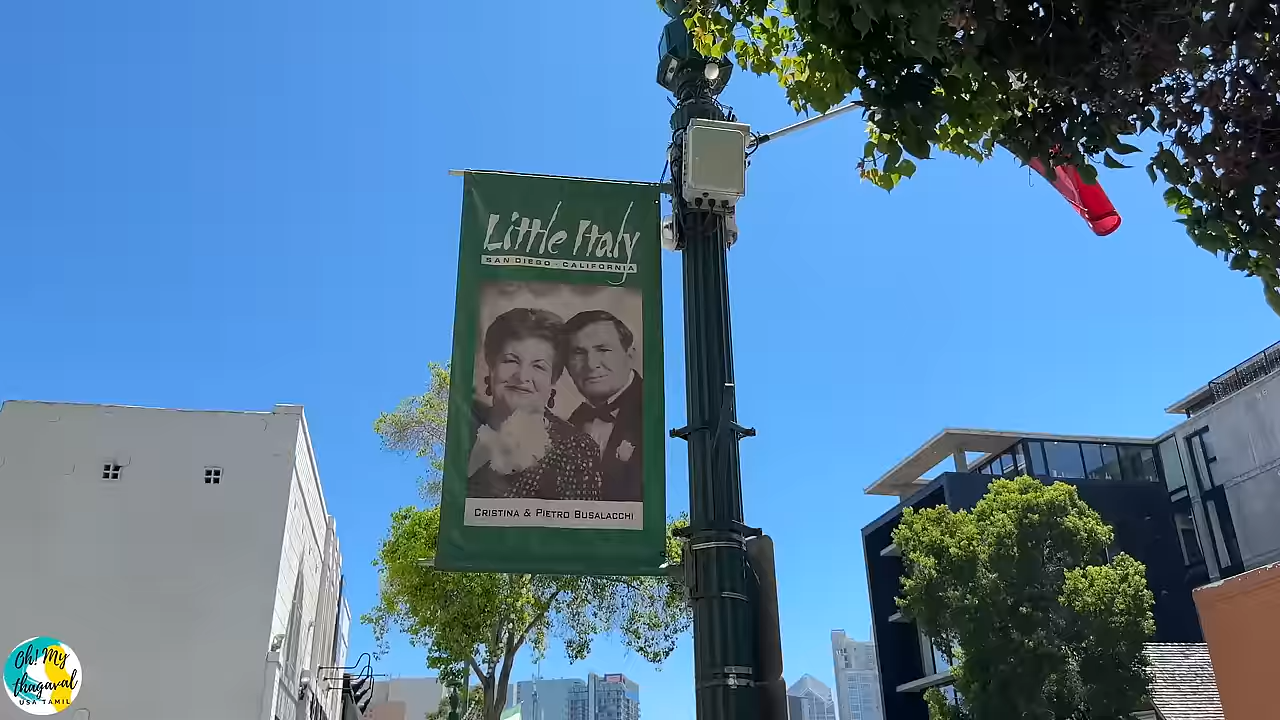 Little Italy
SAN DIEGO - CALIFORNIA
CRISTINA & PIETRO BUSALACCHI
Oh! My
thagaval
USA TAMIL